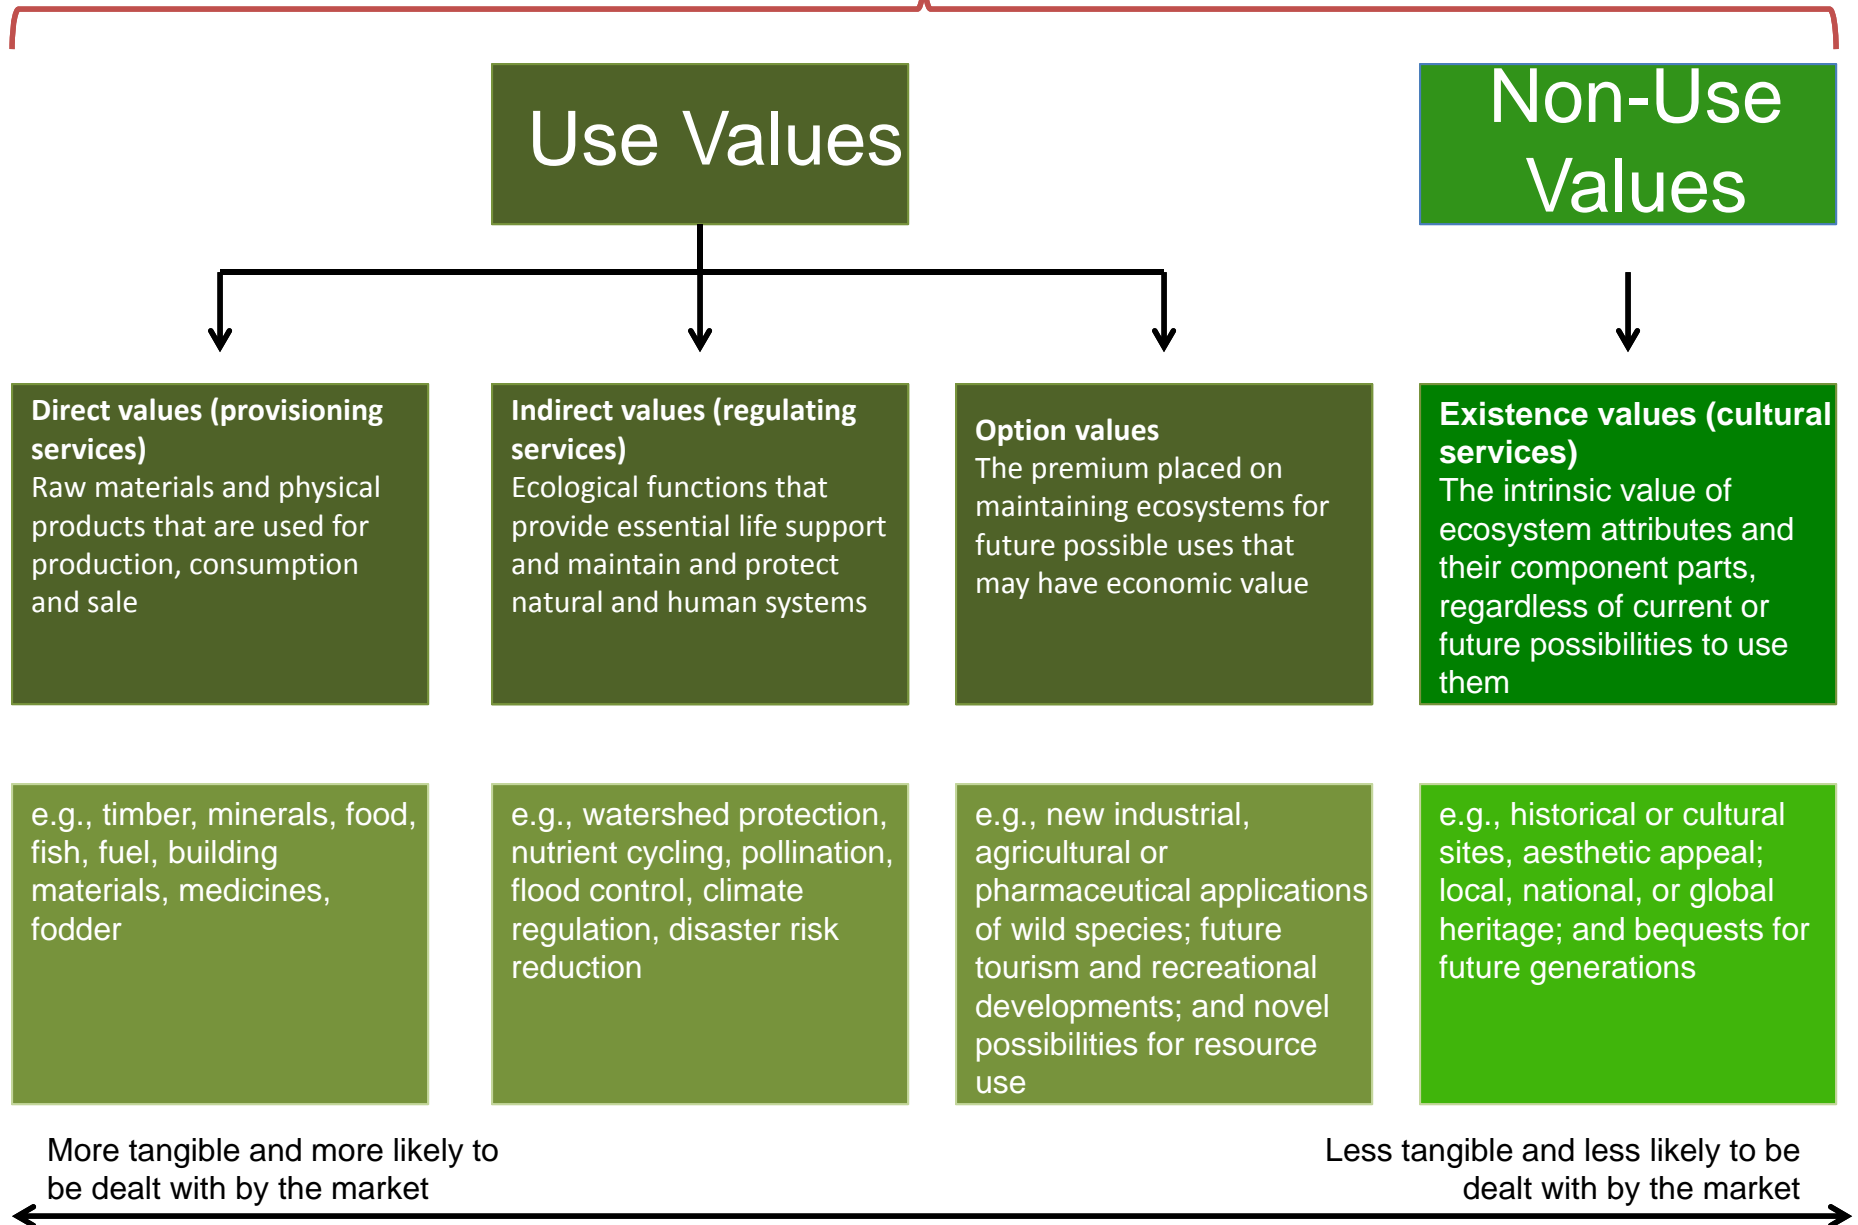 Use Values
Non-Use
Values
Direct values (provisioning
services)
Raw materials and physical
products that are used for
production, consumption
and sale
Indirect values (regulating
services)
Ecological functions that
provide essential life support
and maintain and protect
natural and human systems
Option values
The premium placed on
maintaining ecosystems for
future possible uses that
may have economic value
Existence values (cultural
services)
The intrinsic value of
ecosystem attributes and
their component parts,
regardless of current or
future possibilities to use
them
e.g., timber, minerals, food,
fish, fuel, building
materials, medicines,
fodder
e.g., watershed protection,
nutrient cycling, pollination,
flood control, climate
regulation, disaster risk
reduction
e.g., new industrial,
agricultural or
pharmaceutical applications
of wild species; future
tourism and recreational
developments; and novel
possibilities for resource
use
e.g., historical or cultural
sites, aesthetic appeal;
local, national, or global
heritage; and bequests for
future generations
More tangible and more likely to
be dealt with by the market
Less tangible and less likely to be
dealt with by the market